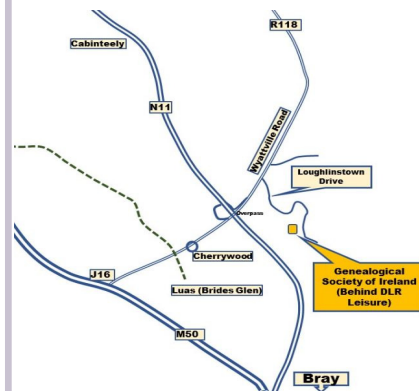 R118
Cabinteely
N11
Wyattville Road
Loughlinstown
Drive
Overpass
Cherrywood
J16
Luas (Brides Glen)
Genealogical
Society of Ireland
(Behind DLR
Leisure)
M50
Bray